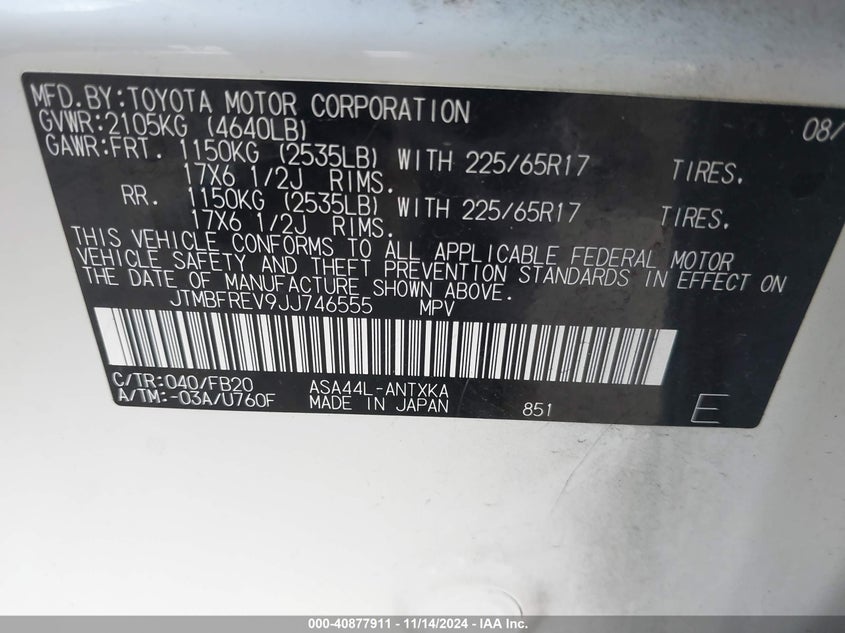 MFD.BY:TOYOTA MOTOR CORPORATION 08/
GVWR:2105KG (4640LB)
GAWR:FRT. 1150KG (2535LB) WITH 225/65R17 TIRES.
17X6 1/2J RIMS.
RR. 1150KG (2535LB) WITH 225/65R17 TIRES.
17X6 1/2J RIMS.
THIS VEHICLE CONFORMS TO ALL APPLICABLE FEDERAL MOTOR
VEHICLE SAFETY AND THEFT PREVENTION STANDARDS IN EFFECT ON
THE DATE OF MANUFACTURE SHOWN ABOVE.
JTMBFREV9JJ746555 MPV
C/TR:040/FB20 ASA44L-ANTXKA
A/TM:-03A/U760F MADE IN JAPAN 851 E
000-40877911 - 11/14/2024 - IAA Inc.